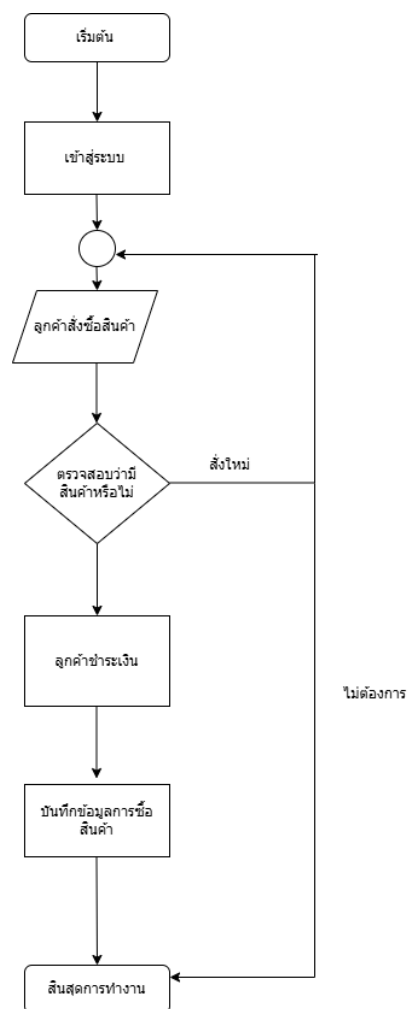 เริ่มต้น
เข้าสู่ระบบ
ลูกค้าสั่งซื้อสินค้า
ตรวจสอบว่ามี
สินค้าหรือไม่
สั่งใหม่
ลูกค้าชำระเงิน
ไม่ต้องการ
บันทึกข้อมูลการซื้อ
สินค้า
สินสุดการทำงาน